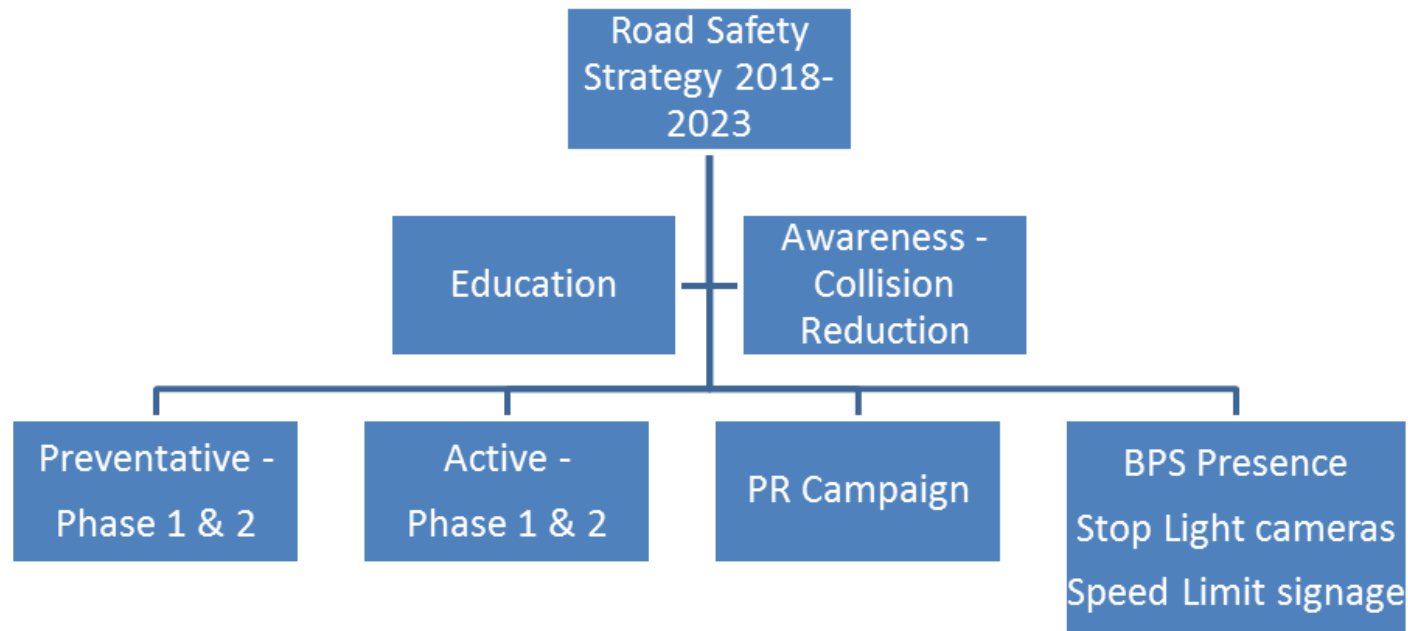 Road Safety
Strategy 2018-
2023
Education
Awareness -
Collision
Reduction
Preventative -
Phase 1 & 2
Active -
Phase 1 & 2
PR Campaign
BPS Presence
Stop Light cameras
Speed Limit signage